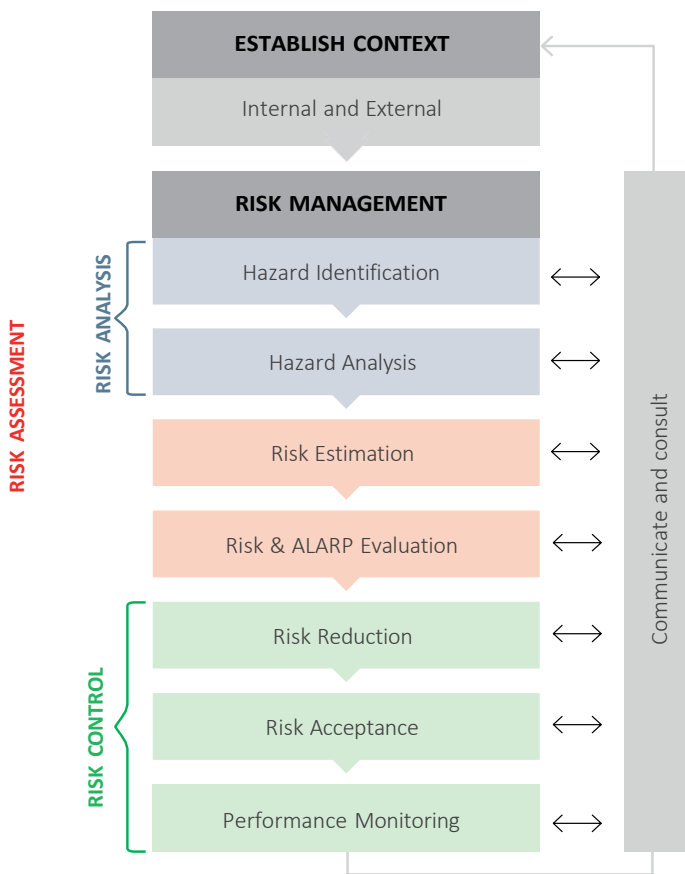 ESTABLISH CONTEXT
Internal and External
RISK MANAGEMENT
Hazard Identification
Hazard Analysis
Risk Estimation
Risk & ALARP Evaluation
Risk Reduction
Risk Acceptance
Performance Monitoring
RISK ASSESSMENT
RISK ANALYSIS
RISK CONTROL
Communicate and consult